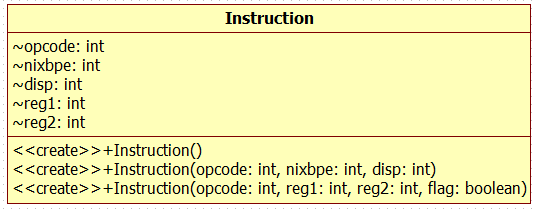 Instruction
~opcode: int
~nixbpe: int
~disp: int
~reg1: int
~reg2: int
<<create>>+Instruction()
<<create>>+Instruction(opcode: int, nixbpe: int, disp: int)
<<create>>+Instruction(opcode: int, reg1: int, reg2: int, flag: boolean)